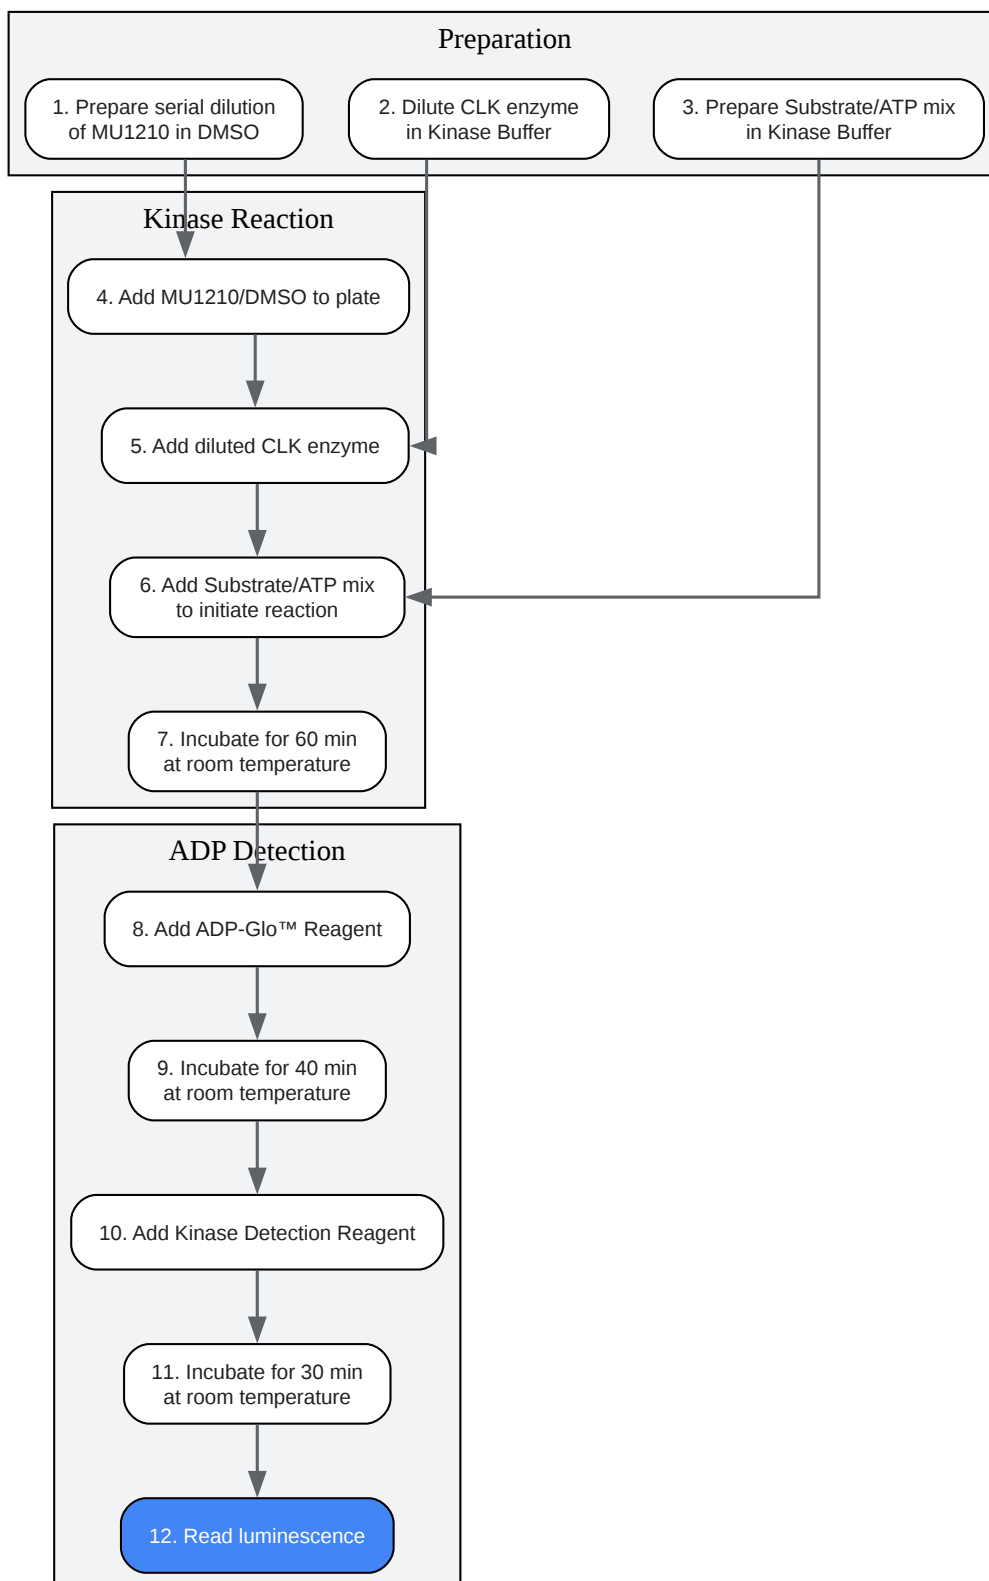 Preparation
1. Prepare serial dilution
of MU1210 in DMSO
2. Dilute CLK enzyme
in Kinase Buffer
3. Prepare Substrate/ATP mix
in Kinase Buffer
Kinase Reaction
4. Add MU1210/DMSO to plate
5. Add diluted CLK enzyme
6. Add Substrate/ATP mix
to initiate reaction
7. Incubate for 60 min
at room temperature
ADP Detection
8. Add ADP-Glo™ Reagent
9. Incubate for 40 min
at room temperature
10. Add Kinase Detection Reagent
11. Incubate for 30 min
at room temperature
12. Read luminescence